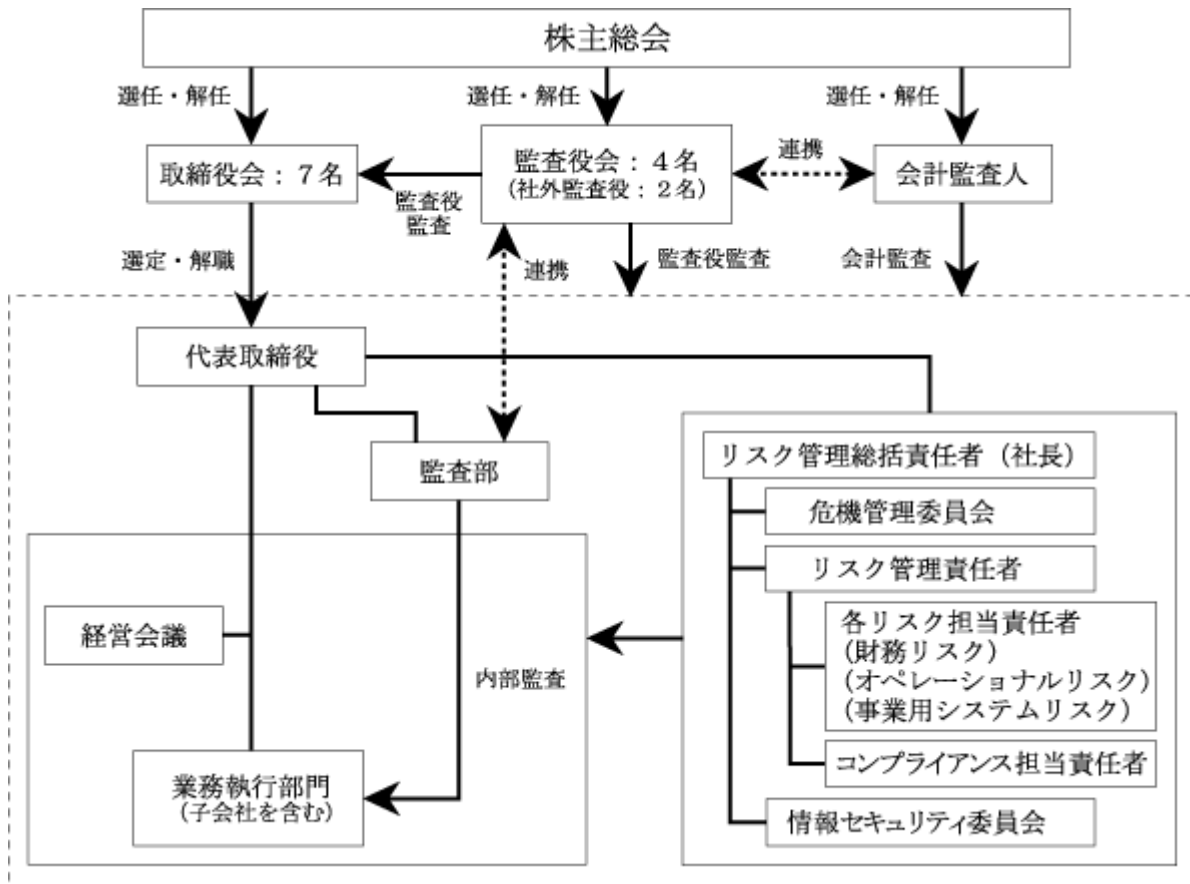 株主総会
選任・解任
選任・解任
選任・解任
取締役会：７名
監査役会：４名
(社外監査役：２名)
連携
会計監査人
監査役
監査
選定・解職
連携
監査役監査
会計監査
代表取締役
監査部
リスク管理総括責任者（社長）
危機管理委員会
リスク管理責任者
経営会議
各リスク担当責任者
(財務リスク)
(オペレーショナルリスク)
(事業用システムリスク)
内部監査
コンプライアンス担当責任者
業務執行部門
(子会社を含む)
情報セキュリティ委員会